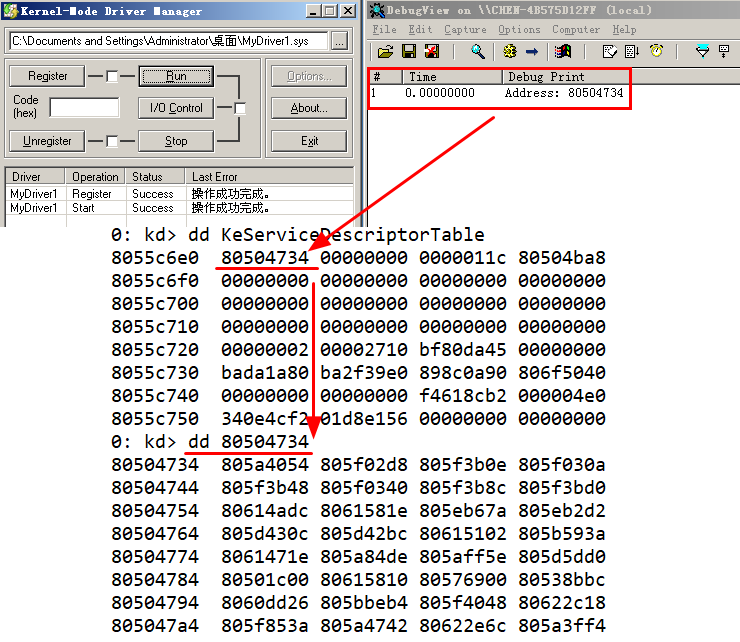 Kernel-Mode Driver Manager
C:\Documents and Settings\Administrator\桌面\MyDriver1.sys
...
Register
Run
Options...
Code
(hex)
I/O Control
About...
Unregister
Stop
Exit
Driver Operation Status Last Error
MyDriver1 Register Success 操作成功完成。
MyDriver1 Start Success 操作成功完成。
DebugView on \\CHEN-4B575D12FF (local)
File Edit Capture Options Computer Help
# Time Debug Print
1 0.00000000 Address: 80504734
0: kd> dd KeServiceDescriptorTable
8055c6e0 80504734 00000000 0000011c 80504ba8
8055c6f0 00000000 00000000 00000000 00000000
8055c700 00000000 00000000 00000000 00000000
8055c710 00000000 00000000 00000000 00000000
8055c720 00000002 00002710 bf80da45 00000000
8055c730 bada1a80 ba2f39e0 898c0a90 806f5040
8055c740 00000000 00000000 f4618cb2 000004e0
8055c750 340e4cf2 01d8e156 00000000 00000000
0: kd> dd 80504734
80504734 805a4054 805f02d8 805f3b0e 805f030a
80504744 805f3b48 805f0340 805f3b8c 805f3bd0
80504754 80614adc 8061581e 805eb67a 805eb2d2
80504764 805d430c 805d42bc 80615102 805b593a
80504774 8061471e 805a84de 805aff5e 805d5dd0
80504784 80501c00 80615810 80576900 80538bbc
80504794 8060dd26 805bbeb4 805f4048 80622c18
805047a4 805f853a 805a4742 80622e6c 805a3ff4